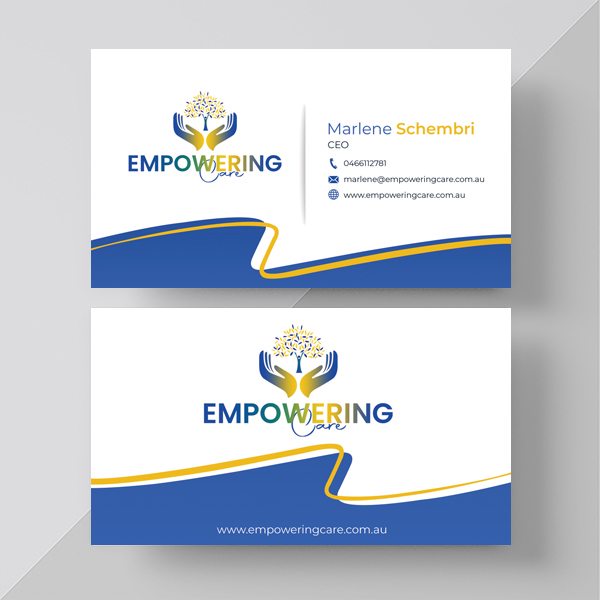 EMPOWERING
Care
Marlene Schembri
CEO
0466112781
marlene@empoweringcare.com.au
www.empoweringcare.com.au
EMPOWERING
Care
www.empoweringcare.com.au